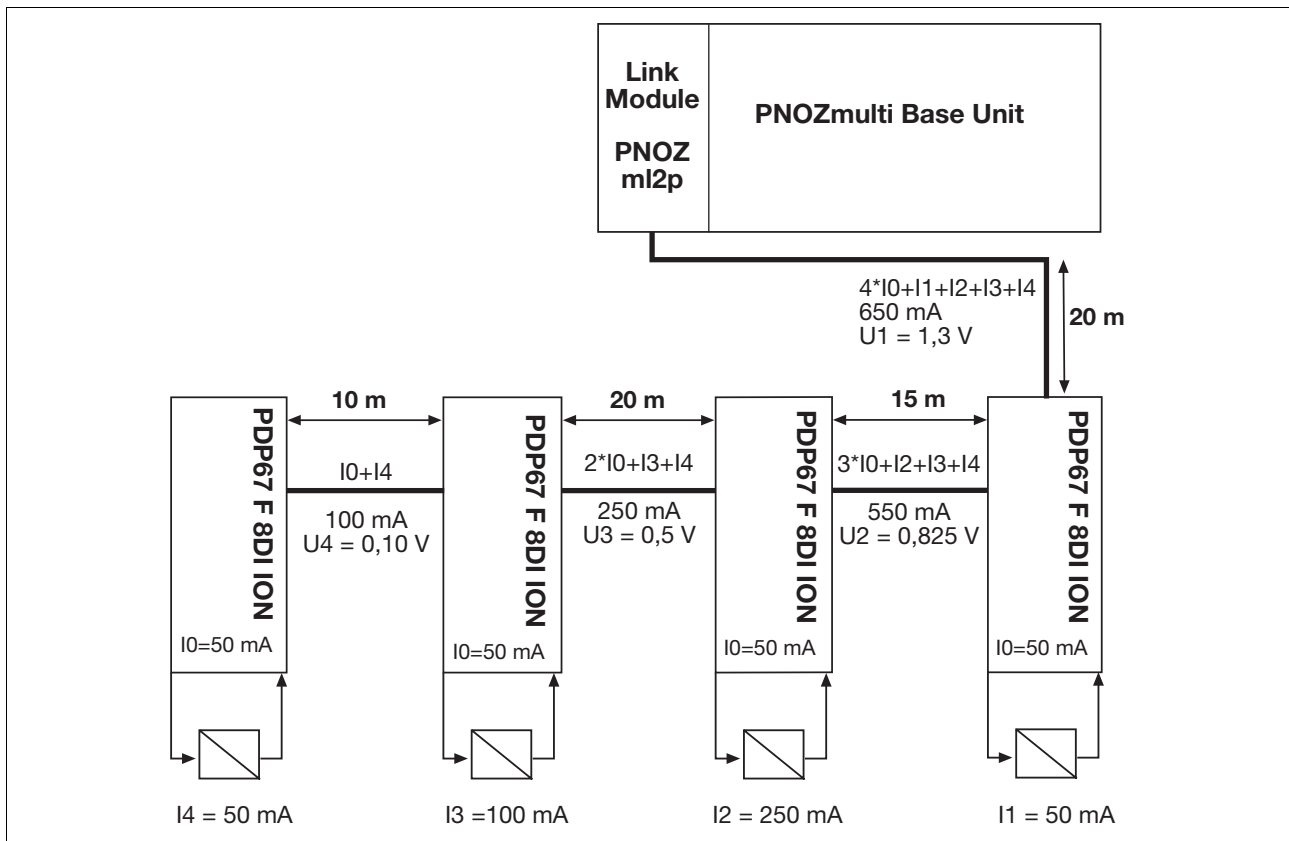 Link
Module
PNOZ
ml2p
PNOZmulti Base Unit
4*I0+I1+I2+I3+I4
650 mA
U1 = 1,3 V
20 m
10 m
20 m
15 m
I0+I4
100 mA
U4 = 0,10 V
2*I0+I3+I4
250 mA
U3 = 0,5 V
3*I0+I2+I3+I4
550 mA
U2 = 0,825 V
PDP67 F 8DI ION
PDP67 F 8DI ION
PDP67 F 8DI ION
PDP67 F 8DI ION
I0=50 mA
I0=50 mA
I0=50 mA
I0=50 mA
I4 = 50 mA
I3 =100 mA
I2 = 250 mA
I1 = 50 mA